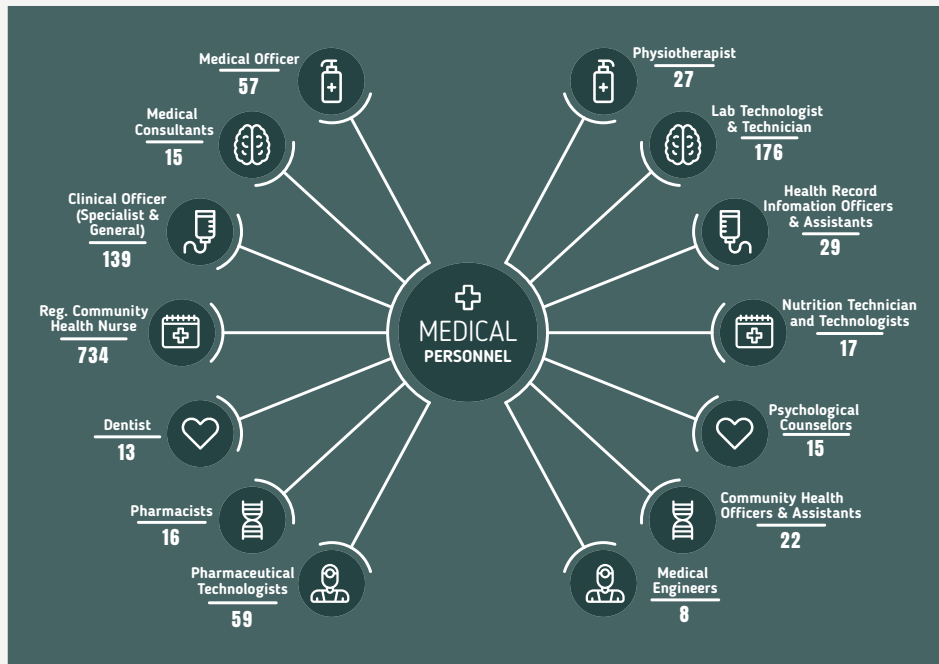 Medical Officer
57
Medical
Consultants
15
Clinical Officer
(Specialist &
General)
139
Reg. Community
Health Nurse
734
Dentist
13
Pharmacists
16
Pharmaceutical
Technologists
59
MEDICAL
PERSONNEL
Physiotherapist
27
Lab Technologist
& Technician
176
Health Record
Infomation Officers
& Assistants
29
Nutrition Technician
and Technologists
17
Psychological
Counselors
15
Community Health
Officers & Assistants
22
Medical
Engineers
8